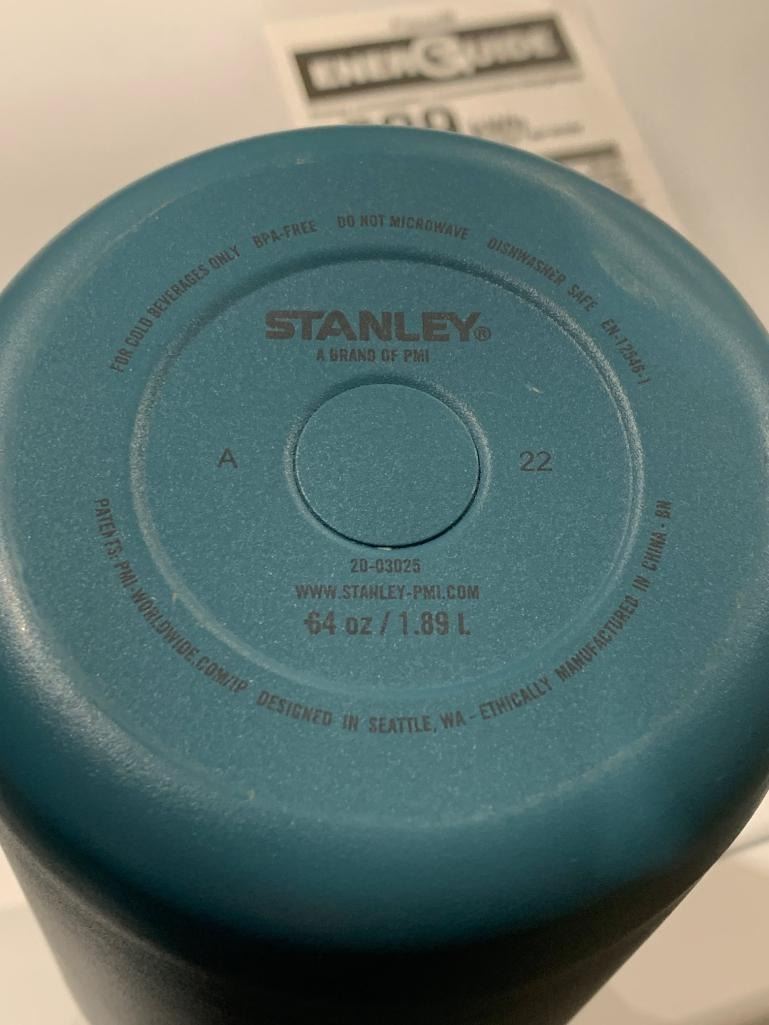 ENERGUIDE
FOR COLD BEVERAGES ONLY BPA-FREE DO NOT MICROWAVE DISHWASHER SAFE EN-12546-1
STANLEY®
A BRAND OF PMI
A 22
20-03025
WWW.STANLEY-PMI.COM
64 oz / 1.89 L
PATENTS: PMI-WORLDWIDE.COM/IP DESIGNED IN SEATTLE, WA - ETHICALLY MANUFACTURED IN CHINA - BN